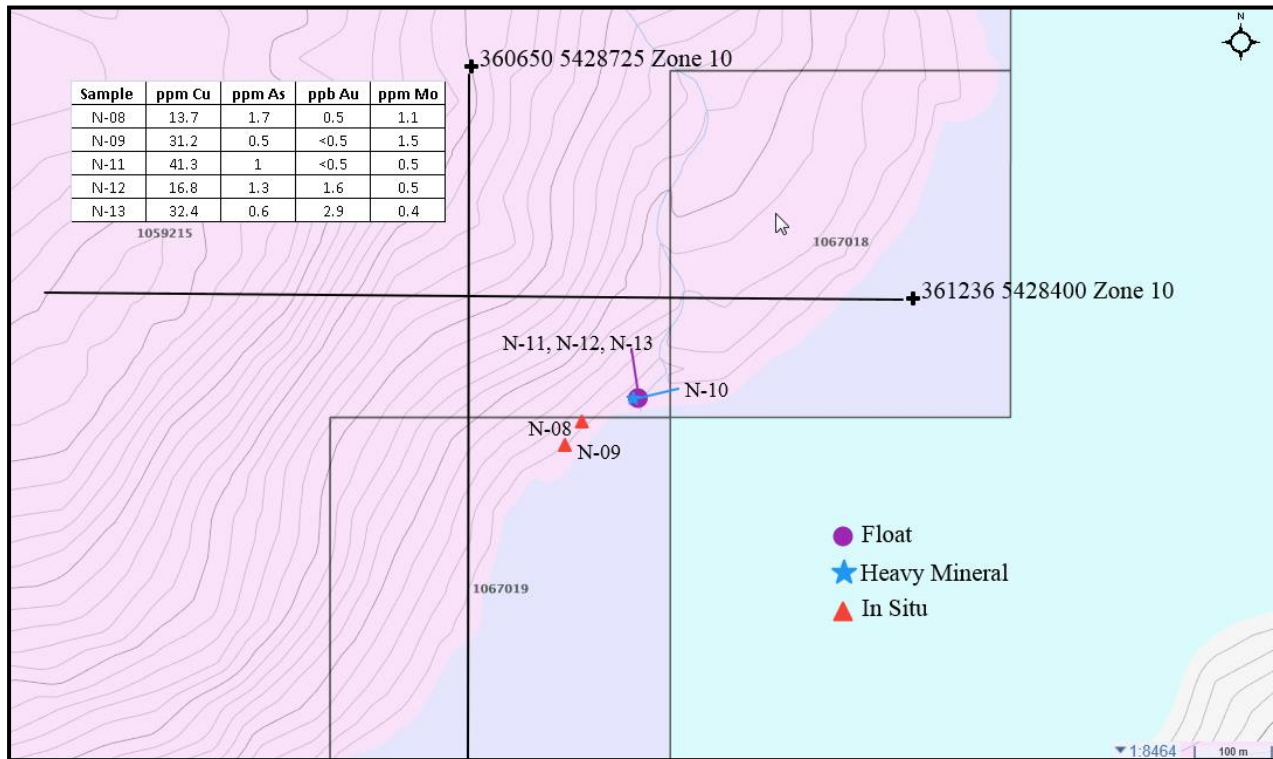 N
360650 5428725 Zone 10
Sample ppm Cu ppm As ppb Au ppm Mo
N-08 13.7 1.7 0.5 1.1
N-09 31.2 0.5 <0.5 1.5
N-11 41.3 1 <0.5 0.5
N-12 16.8 1.3 1.6 0.5
N-13 32.4 0.6 2.9 0.4
1059215
1067018
361236 5428400 Zone 10
N-11, N-12, N-13
N-10
N-08
N-09
Float
Heavy Mineral
In Situ
1067019
1:8464 100 m